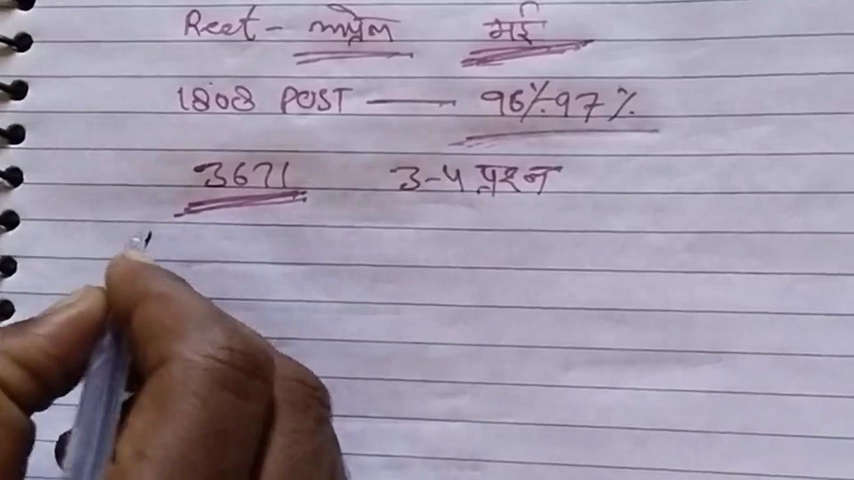 Reet - अप्रैल मई
1808 POST — 96%-97%
3671 3-4 प्रश्न